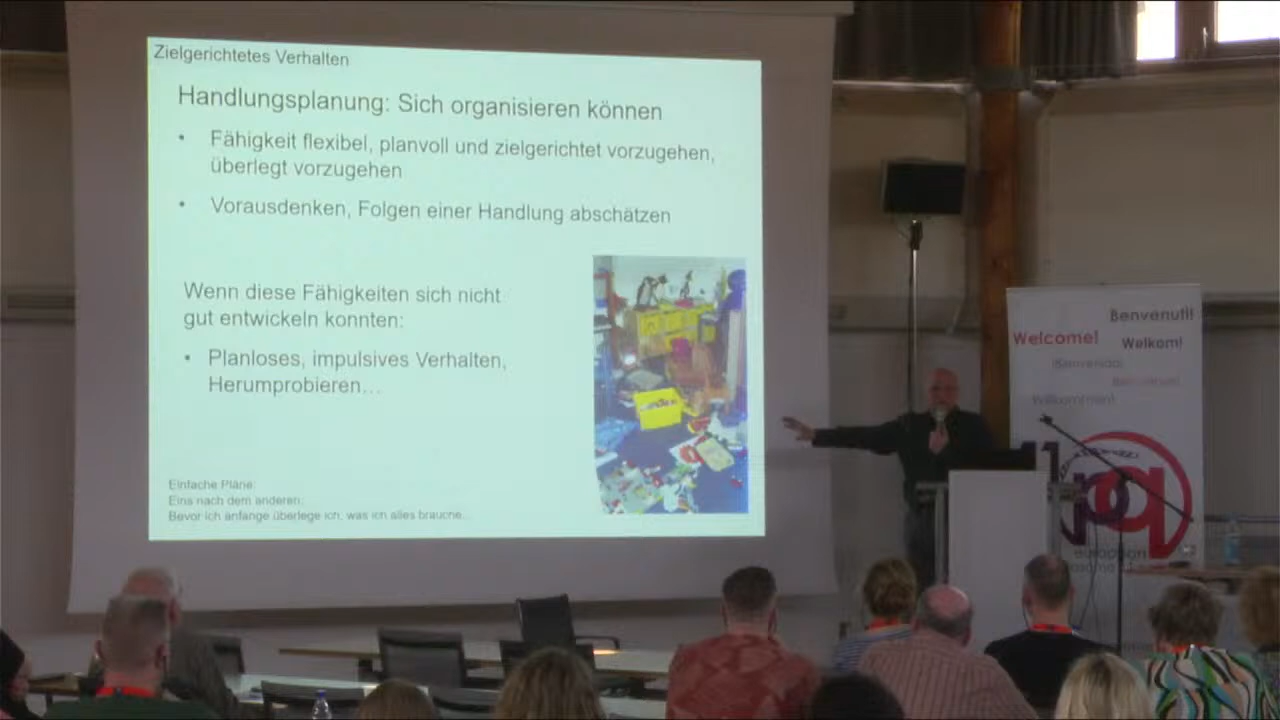 Zielgerichtetes Verhalten
Handlungsplanung: Sich organisieren können
• Fähigkeit flexibel, planvoll und zielgerichtet vorzugehen,
überlegt vorzugehen
• Vorausdenken, Folgen einer Handlung abschätzen
Wenn diese Fähigkeiten sich nicht
gut entwickeln konnten:
• Planloses, impulsives Verhalten,
Herumprobieren...
Einfache Pläne:
Eins nach dem anderen.
Bevor ich anfange überlege ich, was ich alles brauche.
Benvenuti!
Welcome!
Welkom!
¡Bienvenidos!
Willkommen!